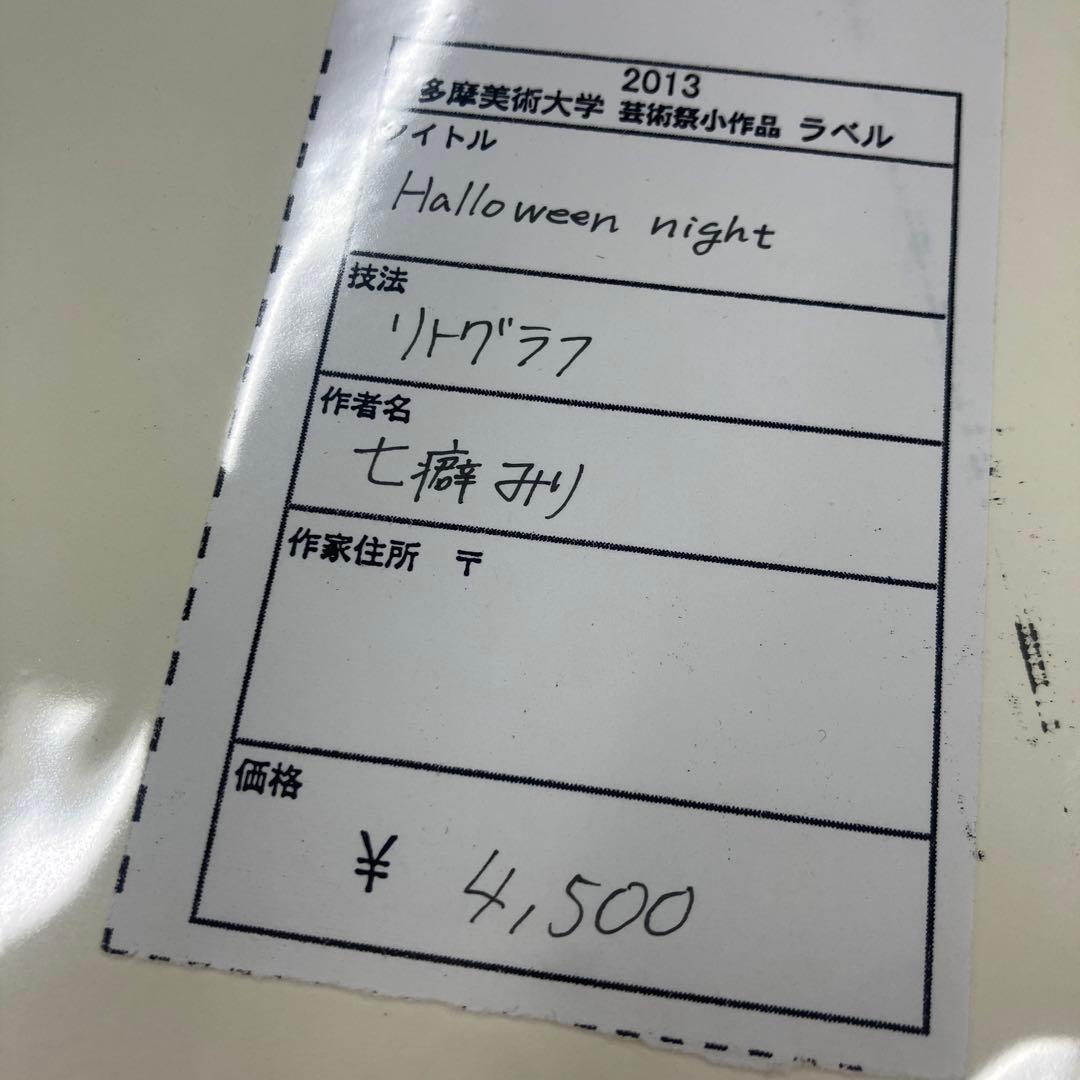 2013
多摩美術大学 芸術祭小作品 ラベル
タイトル
Halloween night
技法
リトグラフ
作者名
七癖みり
作家住所 〒
価格
¥ 4,500